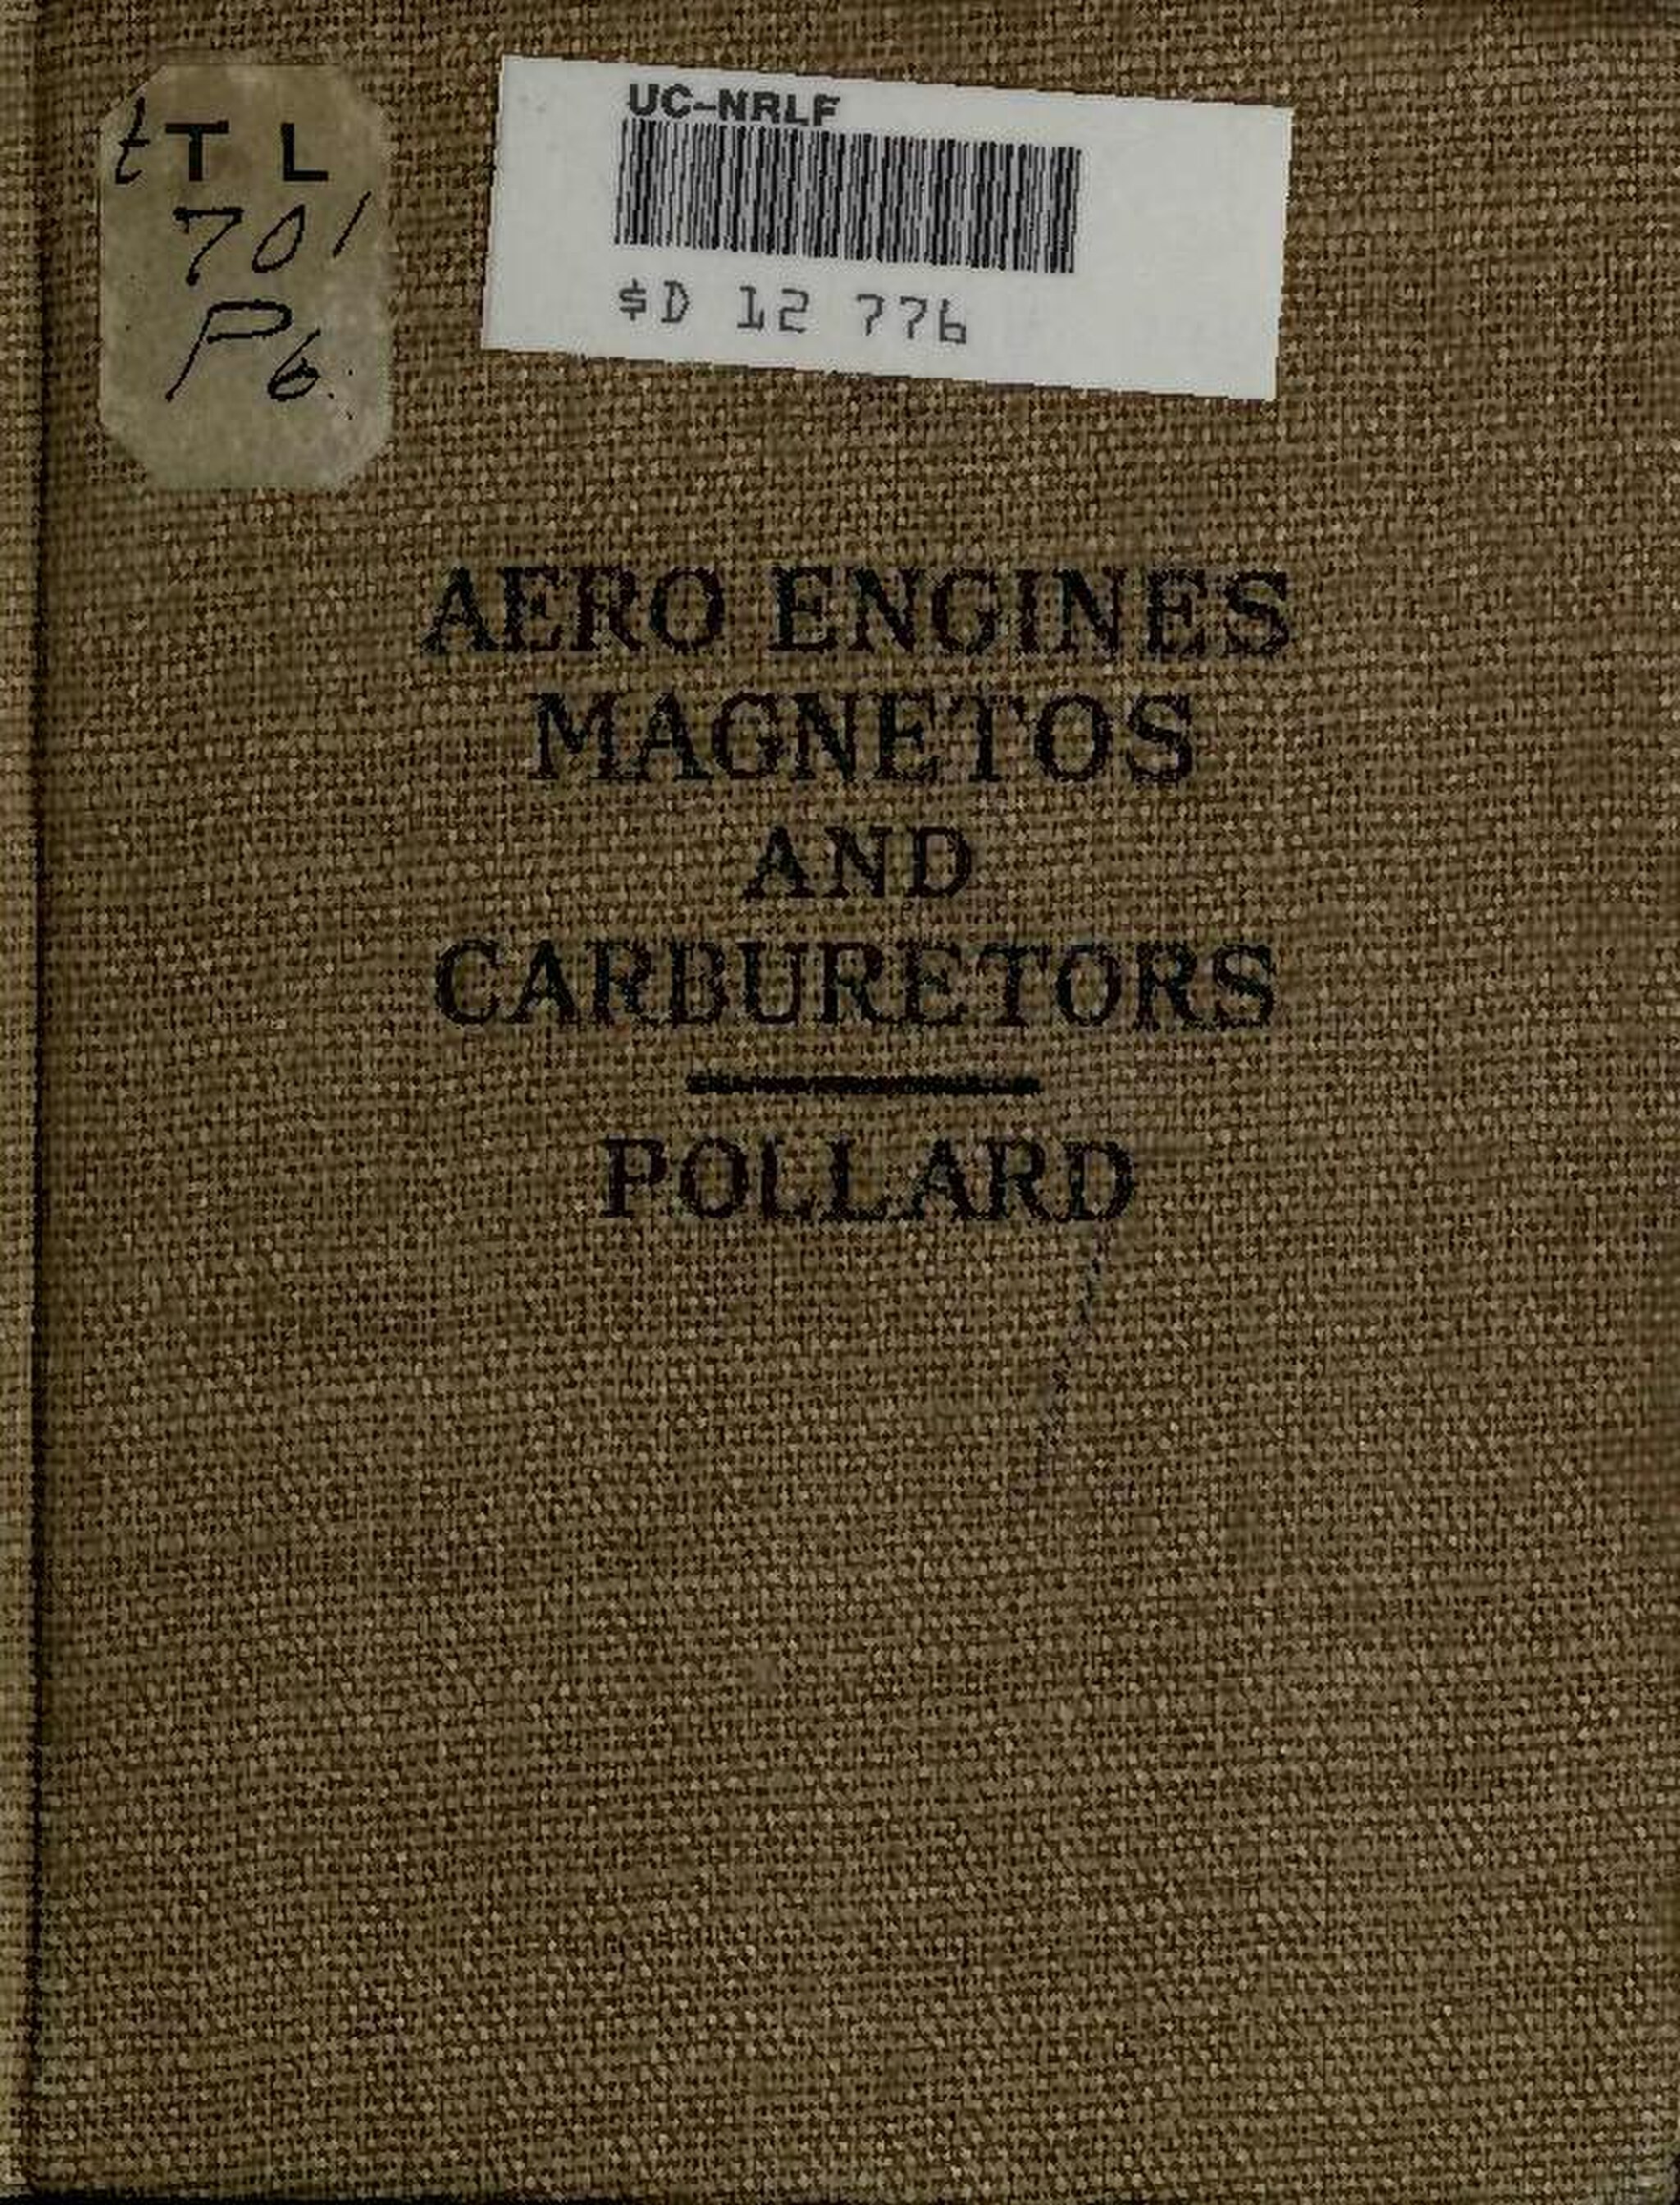 tTL
701
P6
UC-NRLF
$D 12 776
AERO ENGINES
MAGNETOS
AND
CARBURETORS
POLLARD